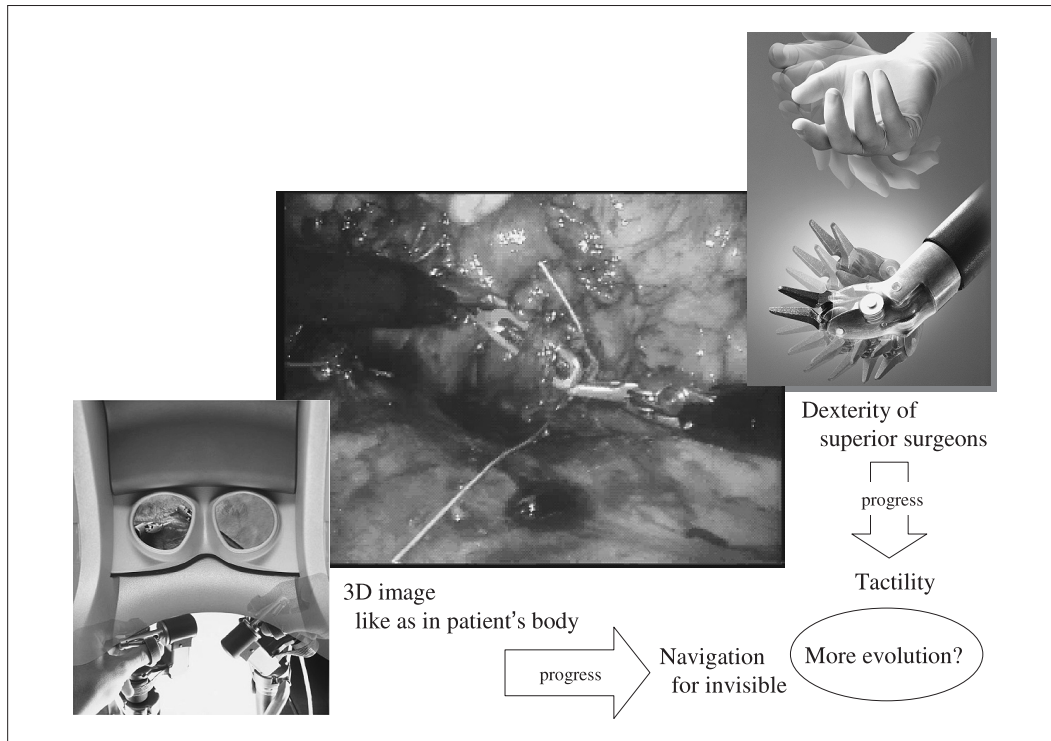 Dexterity of
superior surgeons
progress
Tactility
3D image
like as in patient's body
progress
Navigation
for invisible
More evolution?